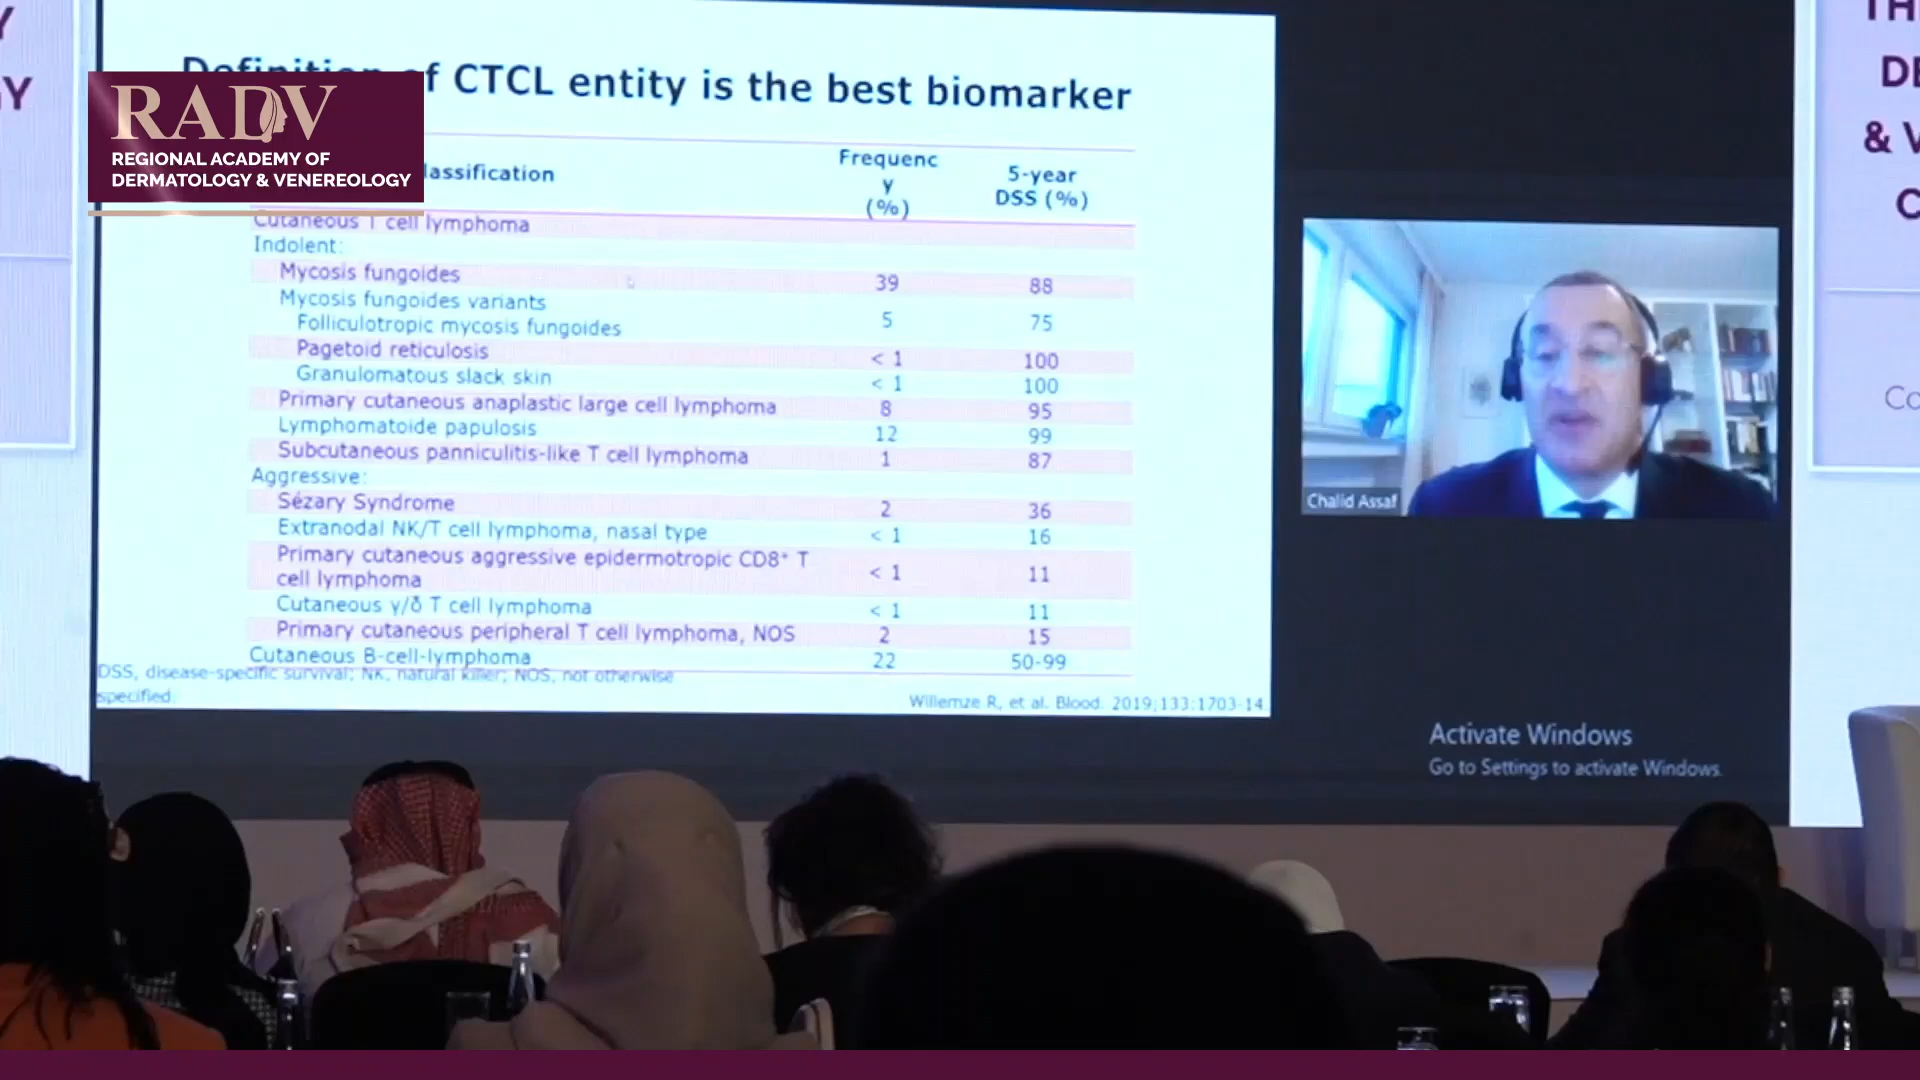 Definition of CTCL entity is the best biomarker
RADV
REGIONAL ACADEMY OF
DERMATOLOGY & VENEREOLOGY
lassification
Frequenc
y
(%)
5-year
DSS (%)
Cutaneous T cell lymphoma
Indolent:
Mycosis fungoides 39 88
Mycosis fungoides variants
Folliculotropic mycosis fungoides 5 75
Pagetoid reticulosis < 1 100
Granulomatous slack skin < 1 100
Primary cutaneous anaplastic large cell lymphoma 8 95
Lymphomatoide papulosis 12 99
Subcutaneous panniculitis-like T cell lymphoma 1 87
Aggressive:
Sézary Syndrome 2 36
Extranodal NK/T cell lymphoma, nasal type < 1 16
Primary cutaneous aggressive epidermotropic CD8⁺ T
cell lymphoma < 1 11
Cutaneous γ/δ T cell lymphoma < 1 11
Primary cutaneous peripheral T cell lymphoma, NOS 2 15
Cutaneous B-cell-lymphoma 22 50-99
DSS, disease-specific survival; NK, natural killer; NOS, not otherwise
specified.
Willemze R, et al. Blood. 2019;133:1703-14.
Chalid Assaf
Activate Windows
Go to Settings to activate Windows.
TH
DE
& V
C
Co
Y
GY